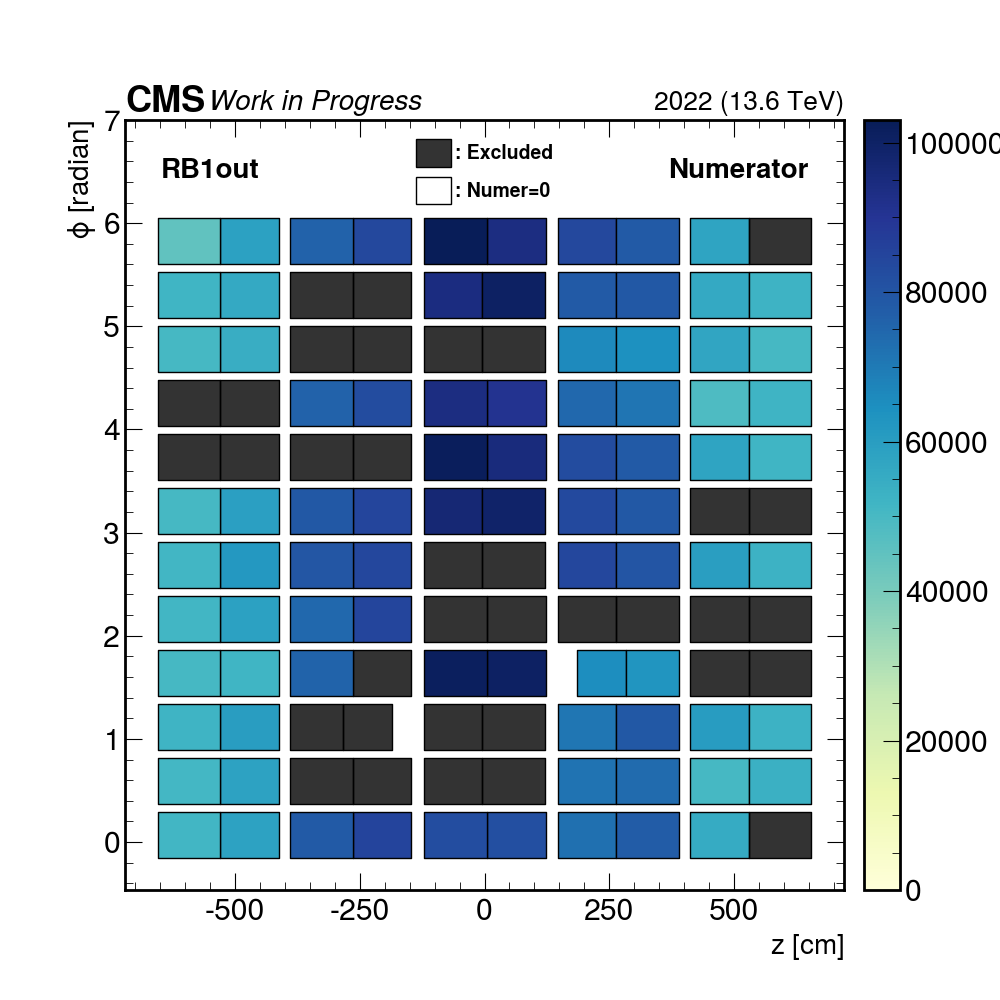 CMS Work in Progress 2022 (13.6 TeV)
RB1out
: Excluded
: Numer=0
Numerator
ϕ [radian]
7
6
5
4
3
2
1
0
-500 -250 0 250 500
z [cm]
100000
80000
60000
40000
20000
0